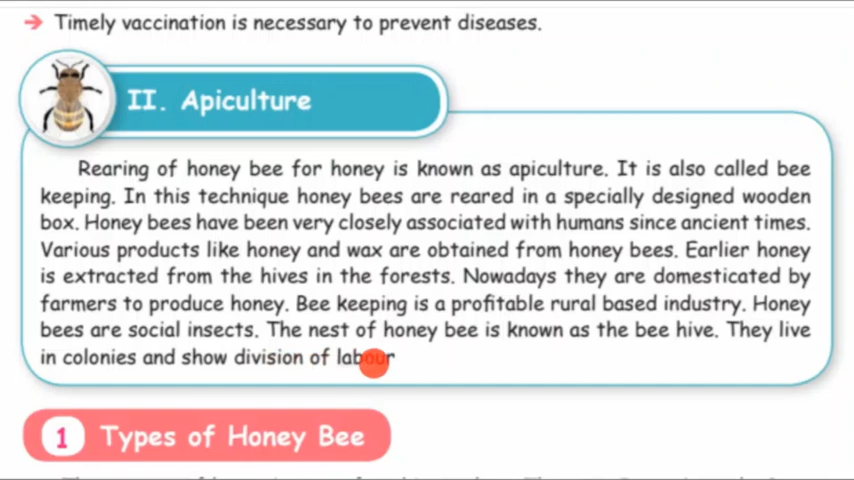 ➔ Timely vaccination is necessary to prevent diseases.
II. Apiculture
Rearing of honey bee for honey is known as apiculture. It is also called bee
keeping. In this technique honey bees are reared in a specially designed wooden
box. Honey bees have been very closely associated with humans since ancient times.
Various products like honey and wax are obtained from honey bees. Earlier honey
is extracted from the hives in the forests. Nowadays they are domesticated by
farmers to produce honey. Bee keeping is a profitable rural based industry. Honey
bees are social insects. The nest of honey bee is known as the bee hive. They live
in colonies and show division of labour
1 Types of Honey Bee